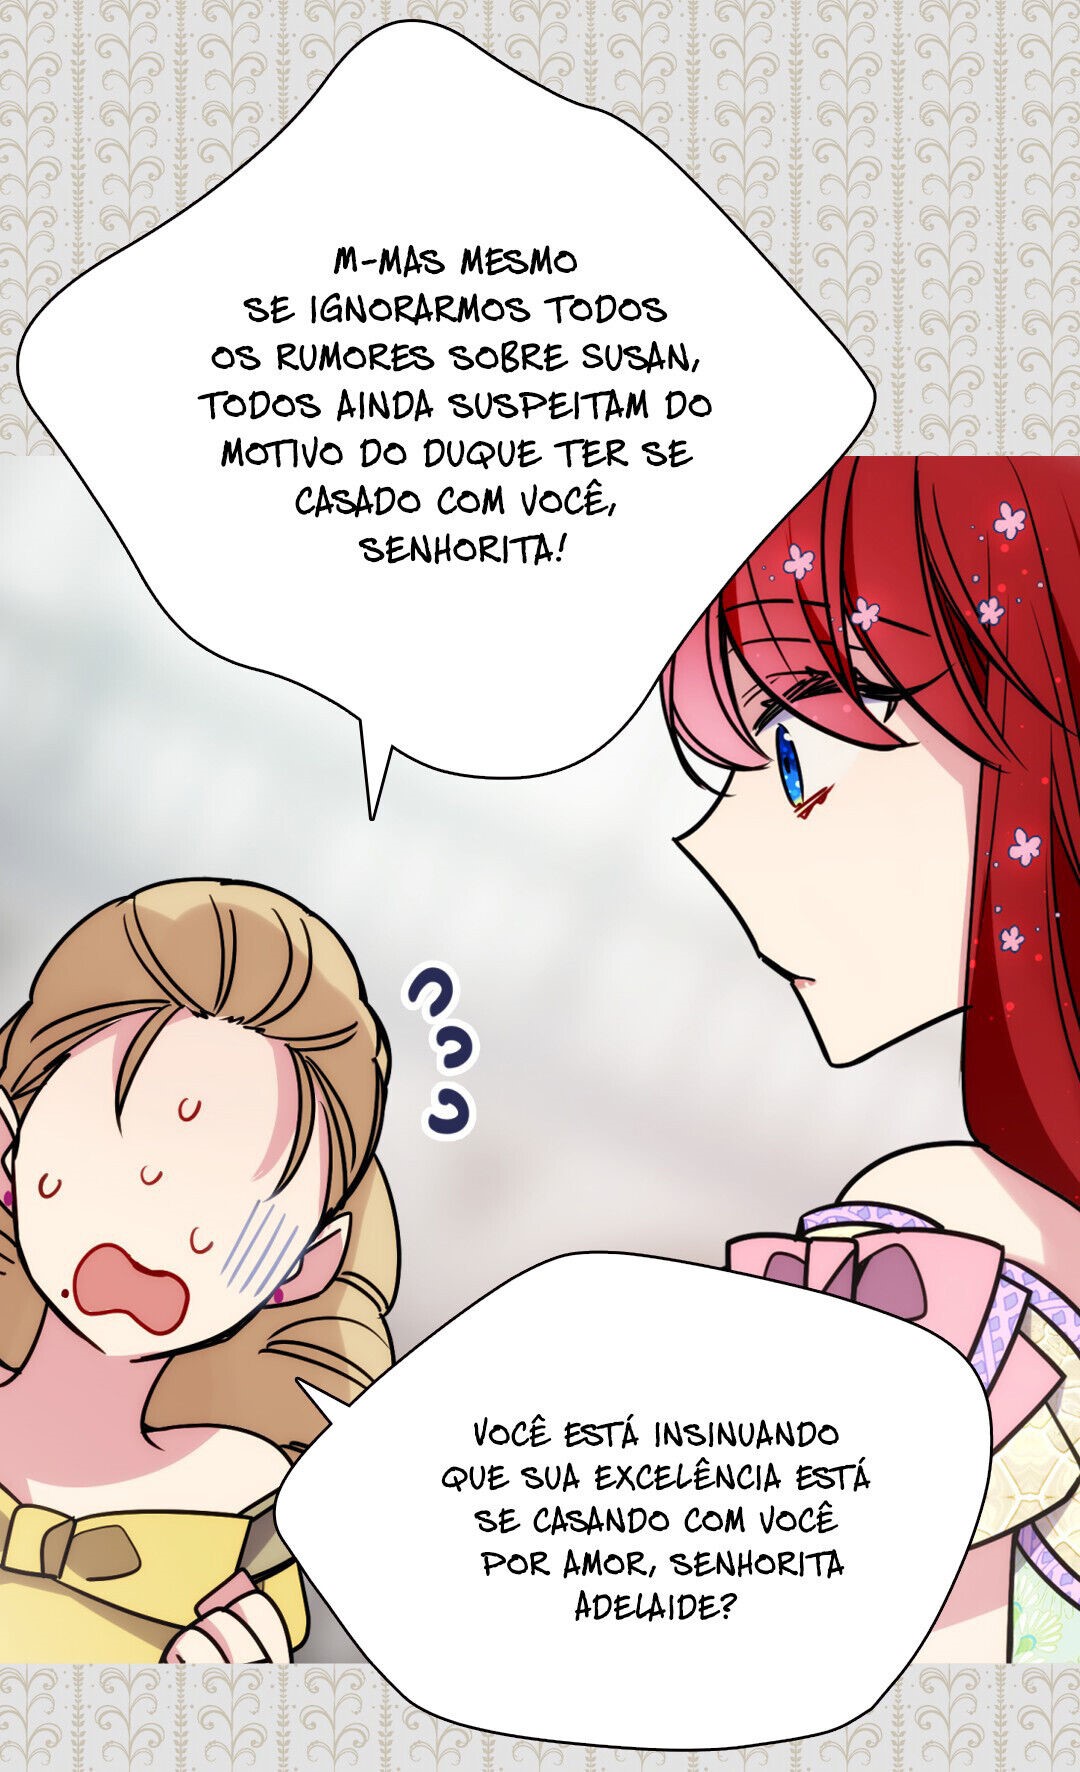 M-MAS MESMO
SE IGNORARMOS TODOS
OS RUMORES SOBRE SUSAN,
TODOS AINDA SUSPEITAM DO
MOTIVO DO DUQUE TER SE
CASADO COM VOCÊ,
SENHORITA!
VOCÊ ESTÁ INSINUANDO
QUE SUA EXCELÊNCIA ESTÁ
SE CASANDO COM VOCÊ
POR AMOR, SENHORITA
ADELAIDE?